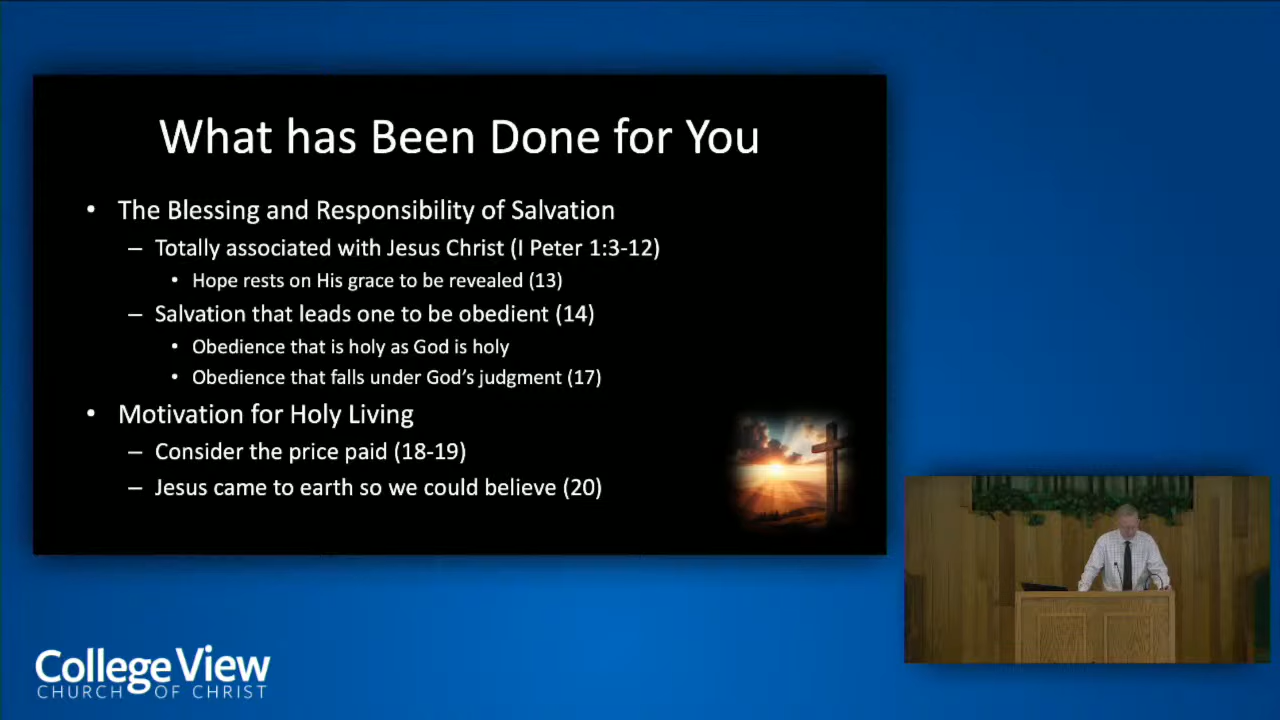 What has Been Done for You
• The Blessing and Responsibility of Salvation
– Totally associated with Jesus Christ (I Peter 1:3-12)
• Hope rests on His grace to be revealed (13)
– Salvation that leads one to be obedient (14)
• Obedience that is holy as God is holy
• Obedience that falls under God's judgment (17)
• Motivation for Holy Living
– Consider the price paid (18-19)
– Jesus came to earth so we could believe (20)
College View
CHURCH OF CHRIST